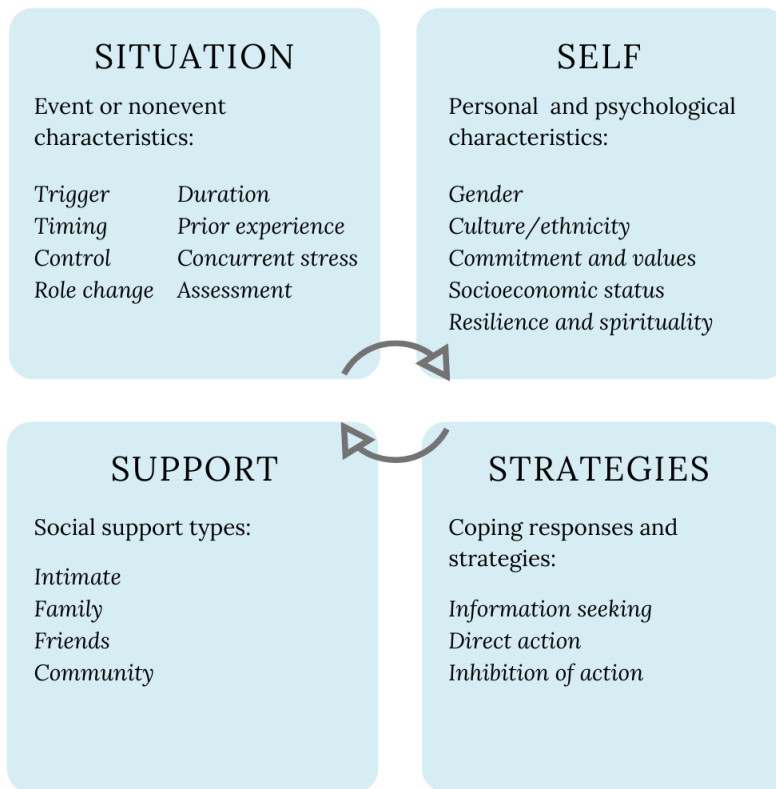 SITUATION
Event or nonevent
characteristics:
Trigger
Timing
Control
Role change
Duration
Prior experience
Concurrent stress
Assessment
SELF
Personal and psychological
characteristics:
Gender
Culture/ethnicity
Commitment and values
Socioeconomic status
Resilience and spirituality
SUPPORT
Social support types:
Intimate
Family
Friends
Community
STRATEGIES
Coping responses and
strategies:
Information seeking
Direct action
Inhibition of action